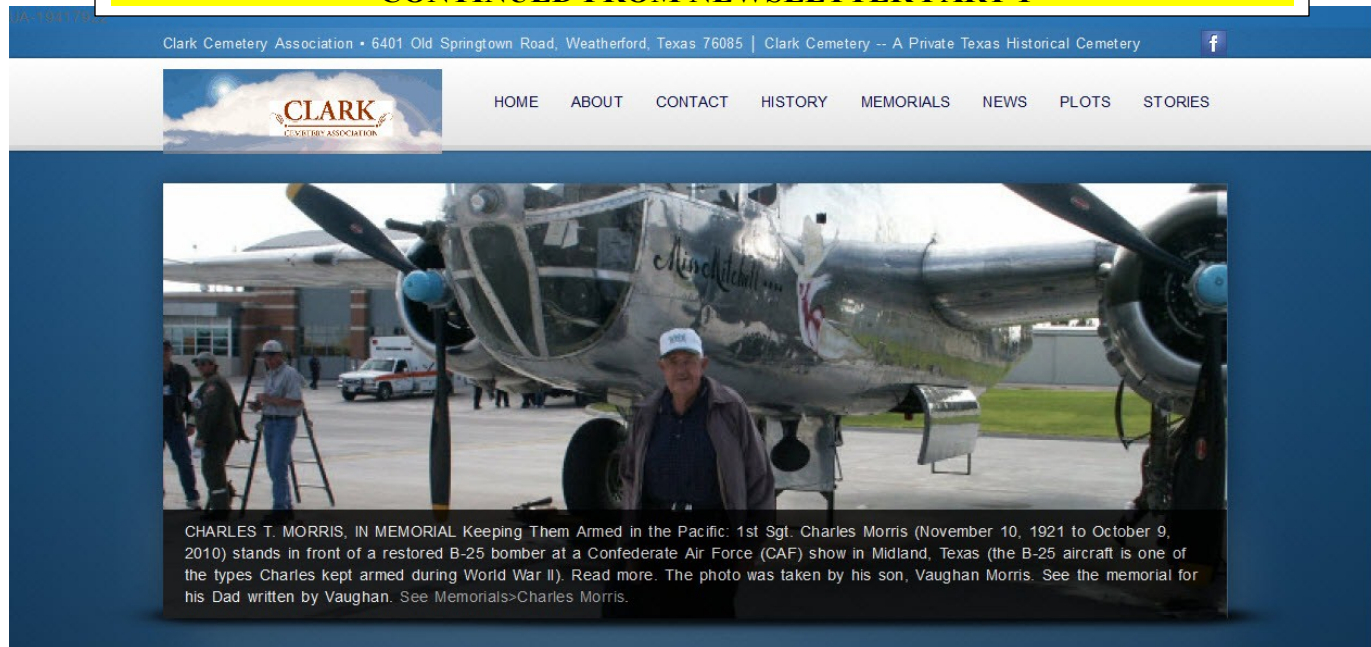 CONTINUED FROM NEWSLETTER PART 1
Clark Cemetery Association • 6401 Old Springtown Road, Weatherford, Texas 76085 | Clark Cemetery -- A Private Texas Historical Cemetery
f
CLARK
CEMETERY ASSOCIATION
HOME ABOUT CONTACT HISTORY MEMORIALS NEWS PLOTS STORIES
Miss Mitchell ....
CHARLES T. MORRIS, IN MEMORIAL Keeping Them Armed in the Pacific: 1st Sgt. Charles Morris (November 10, 1921 to October 9,
2010) stands in front of a restored B-25 bomber at a Confederate Air Force (CAF) show in Midland, Texas (the B-25 aircraft is one of
the types Charles kept armed during World War II). Read more. The photo was taken by his son, Vaughan Morris. See the memorial for
his Dad written by Vaughan. See Memorials>Charles Morris.